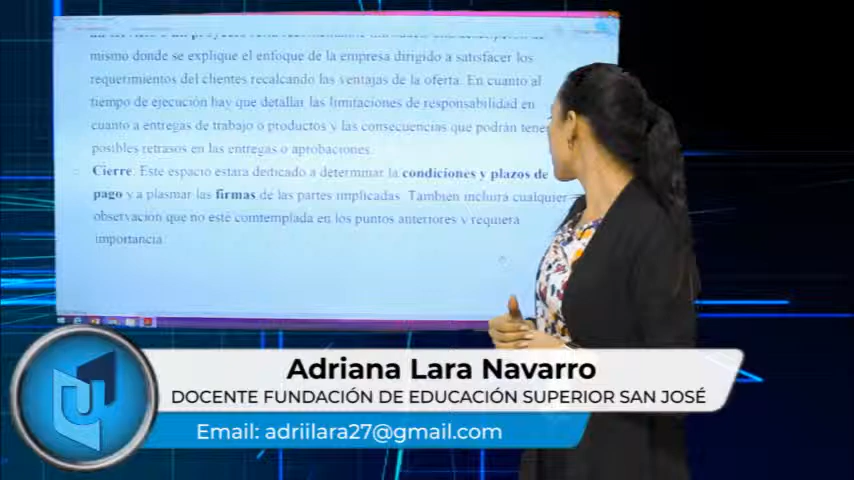 mismo donde se explique el enfoque de la empresa dirigido a satisfacer los
requerimientos del clientes recalcando las ventajas de la oferta. En cuanto al
tiempo de ejecución hay que detallar las limitaciones de responsabilidad en
cuanto a entregas de trabajo o productos y las consecuencias que podrán tener
posibles retrasos en las entregas o aprobaciones.
Cierre. Este espacio estará dedicado a determinar la condiciones y plazos de
pago y a plasmar las firmas de las partes implicadas. También incluirá cualquier
observación que no esté comtemplada en los puntos anteriores y requiera
importancia.
Adriana Lara Navarro
DOCENTE FUNDACIÓN DE EDUCACIÓN SUPERIOR SAN JOSÉ
Email: adriilara27@gmail.com